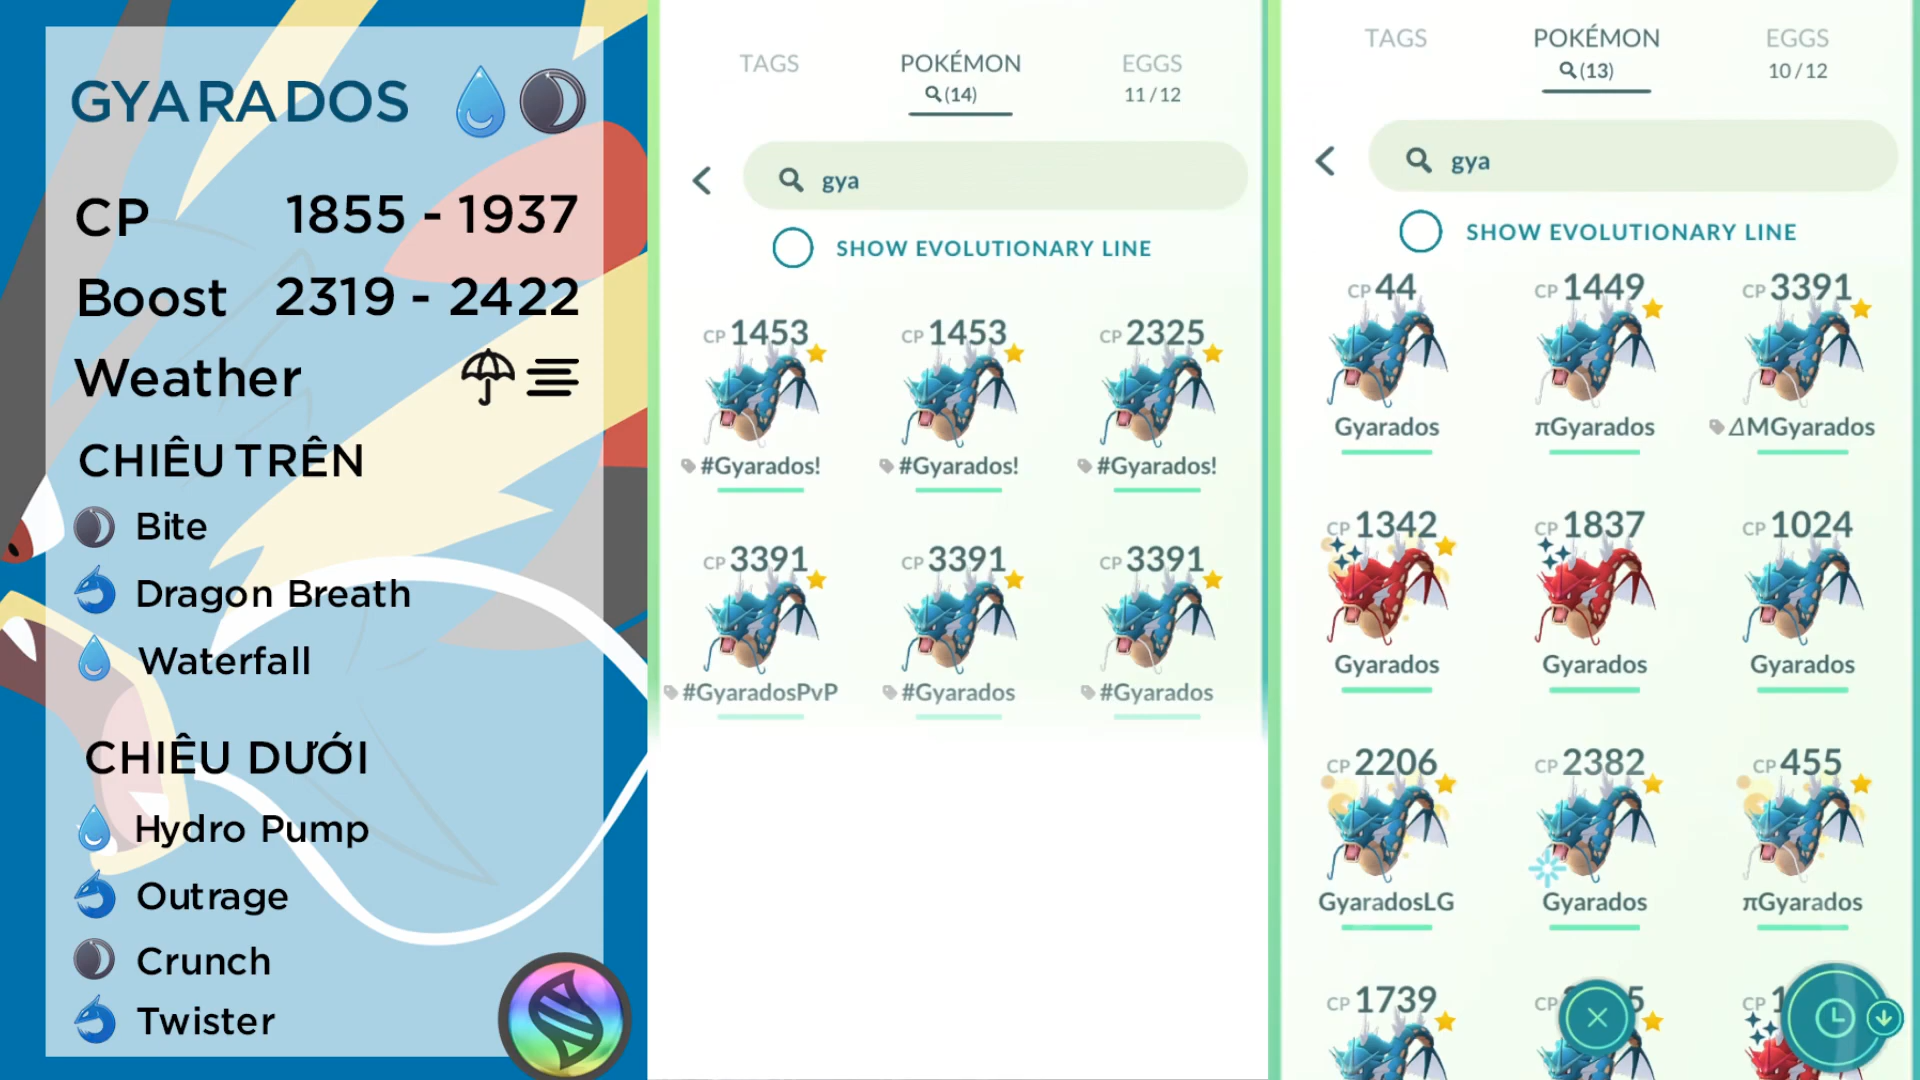 GYARADOS
CP 1855 - 1937
Boost 2319 - 2422
Weather
CHIÊU TRÊN
Bite
Dragon Breath
Waterfall
CHIÊU DƯỚI
Hydro Pump
Outrage
Crunch
Twister
TAGS POKÉMON EGGS
(14) 11/12
gya
SHOW EVOLUTIONARY LINE
CP 1453 CP 1453 CP 2325
#Gyarados! #Gyarados! #Gyarados!
CP 3391 CP 3391 CP 3391
#GyaradosPvP #Gyarados #Gyarados
TAGS POKÉMON EGGS
(13) 10/12
gya
SHOW EVOLUTIONARY LINE
CP 44 CP 1449 CP 3391
Gyarados πGyarados ΔMGyarados
CP 1342 CP 1837 CP 1024
Gyarados Gyarados Gyarados
CP 2206 CP 2382 CP 455
GyaradosLG Gyarados πGyarados
CP 1739 CP CP